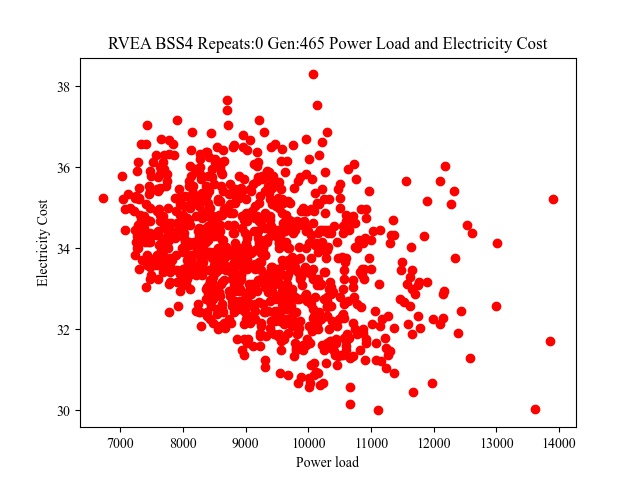 RVEA BSS4 Repeats:0 Gen:465 Power Load and Electricity Cost
38
36
34
32
30
Electricity Cost
7000 8000 9000 10000 11000 12000 13000 14000
Power load